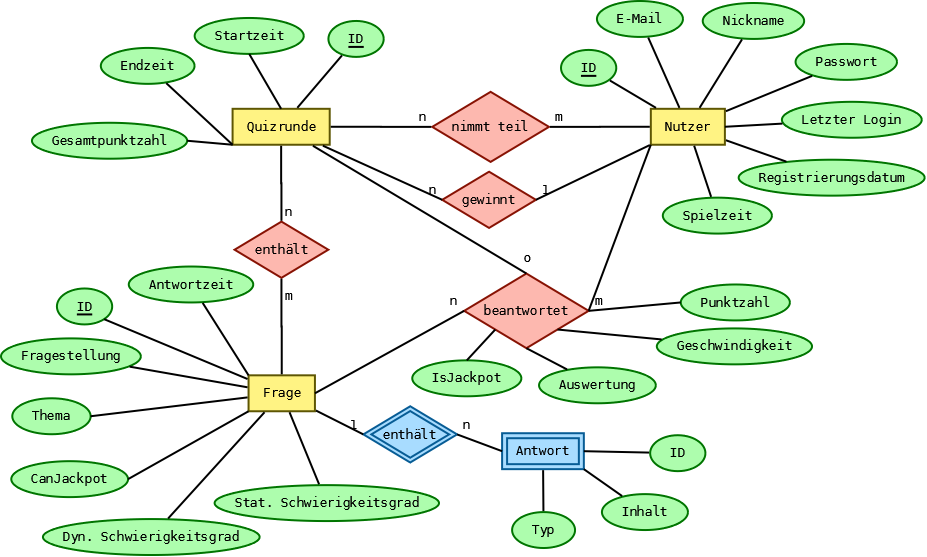 E-Mail
Nickname
Startzeit
ID
Endzeit
ID
Passwort
Quizrunde
n
nimmt teil
m
Nutzer
Letzter Login
Gesamtpunktzahl
Registrierungsdatum
n
gewinnt
l
Spielzeit
n
enthält
o
Antwortzeit
m
ID
n
beantwortet
m
Punktzahl
Fragestellung
Geschwindigkeit
IsJackpot
Auswertung
Frage
Thema
l
enthält
n
Antwort
ID
CanJackpot
Stat. Schwierigkeitsgrad
Inhalt
Typ
Dyn. Schwierigkeitsgrad